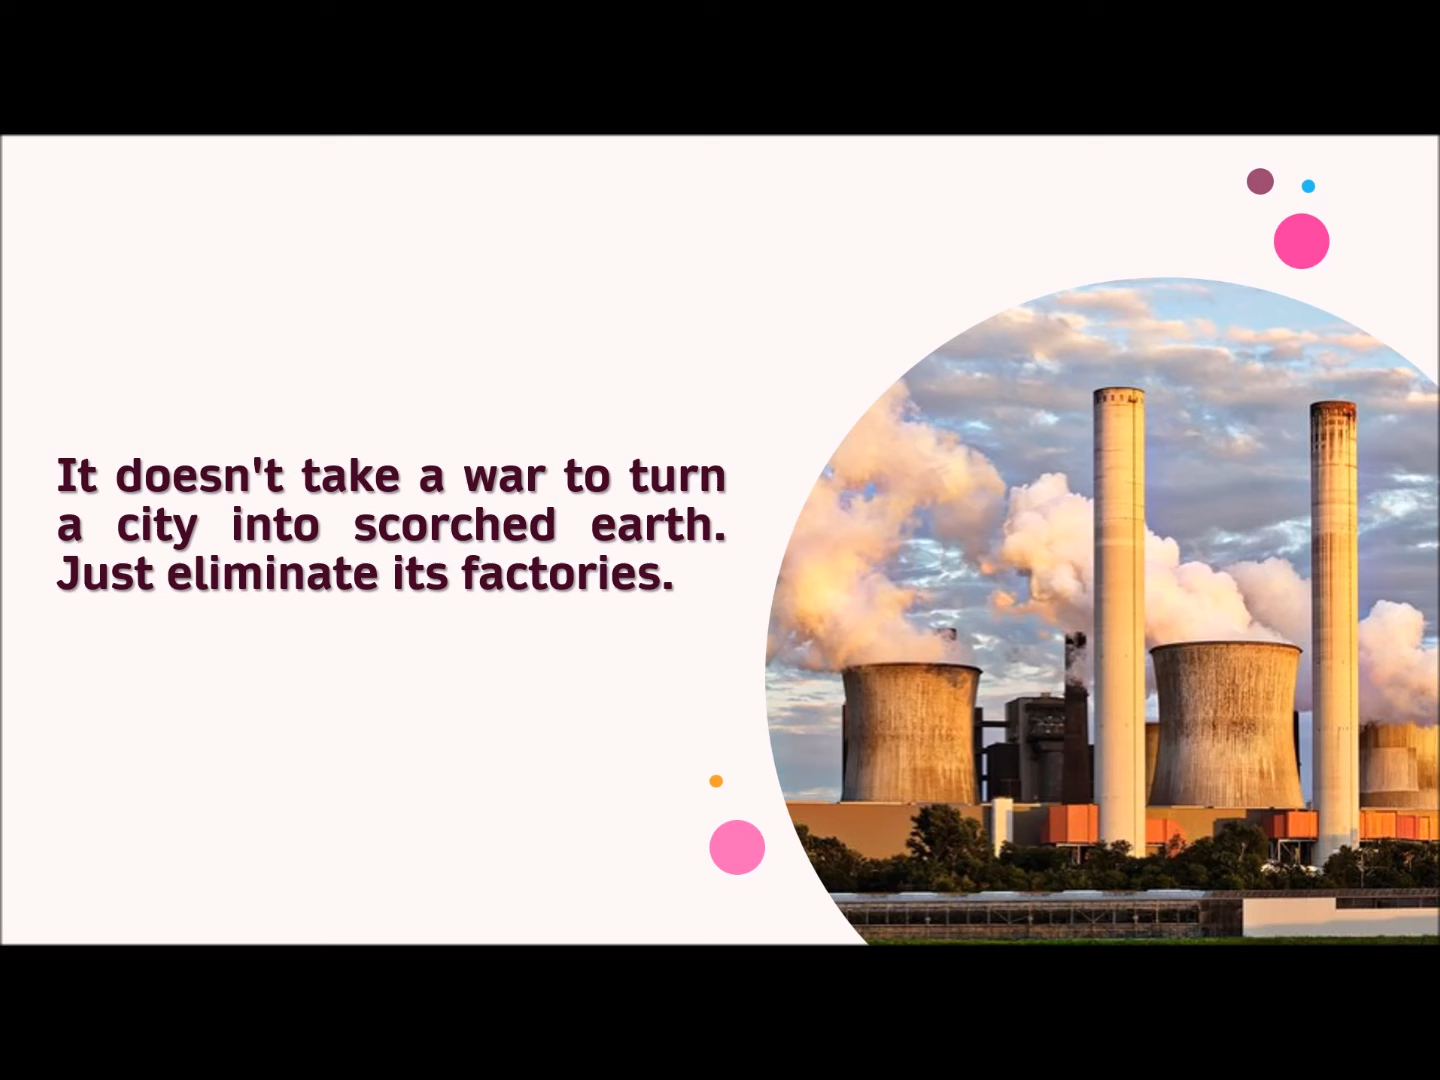 It doesn't take a war to turn
a city into scorched earth.
Just eliminate its factories.